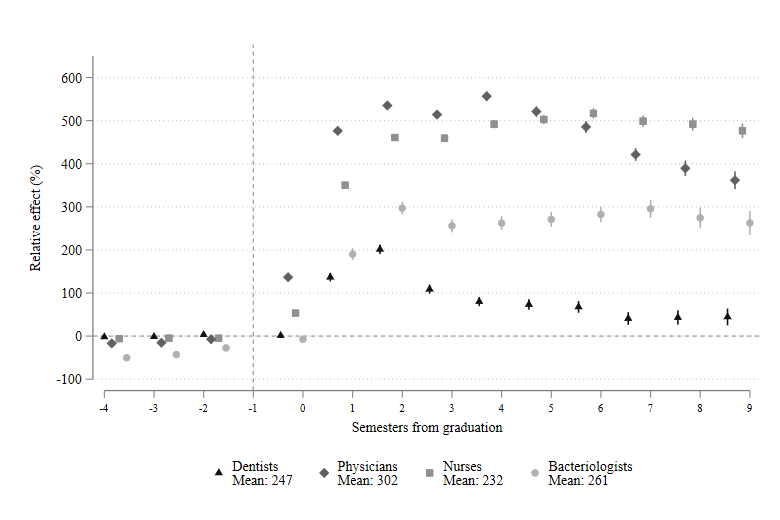 600
500
400
300
200
100
0
-100
Relative effect (%)
-4 -3 -2 -1 0 1 2 3 4 5 6 7 8 9
Semesters from graduation
Dentists Physicians Nurses Bacteriologists
Mean: 247 Mean: 302 Mean: 232 Mean: 261